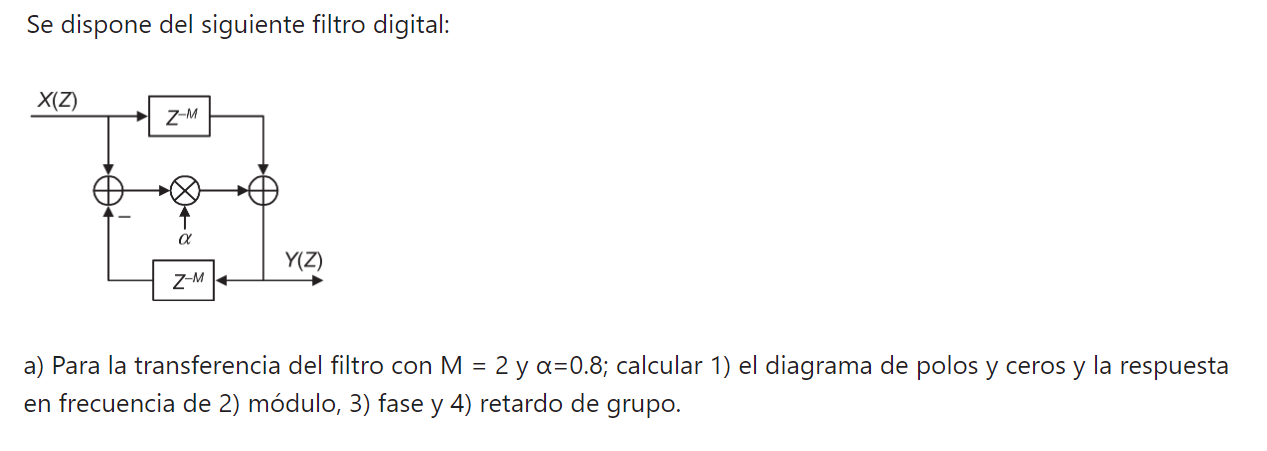 Se dispone del siguiente filtro digital:
X(Z)
Z–M
–
α
Y(Z)
Z–M
a) Para la transferencia del filtro con M = 2 y α=0.8; calcular 1) el diagrama de polos y ceros y la respuesta
en frecuencia de 2) módulo, 3) fase y 4) retardo de grupo.